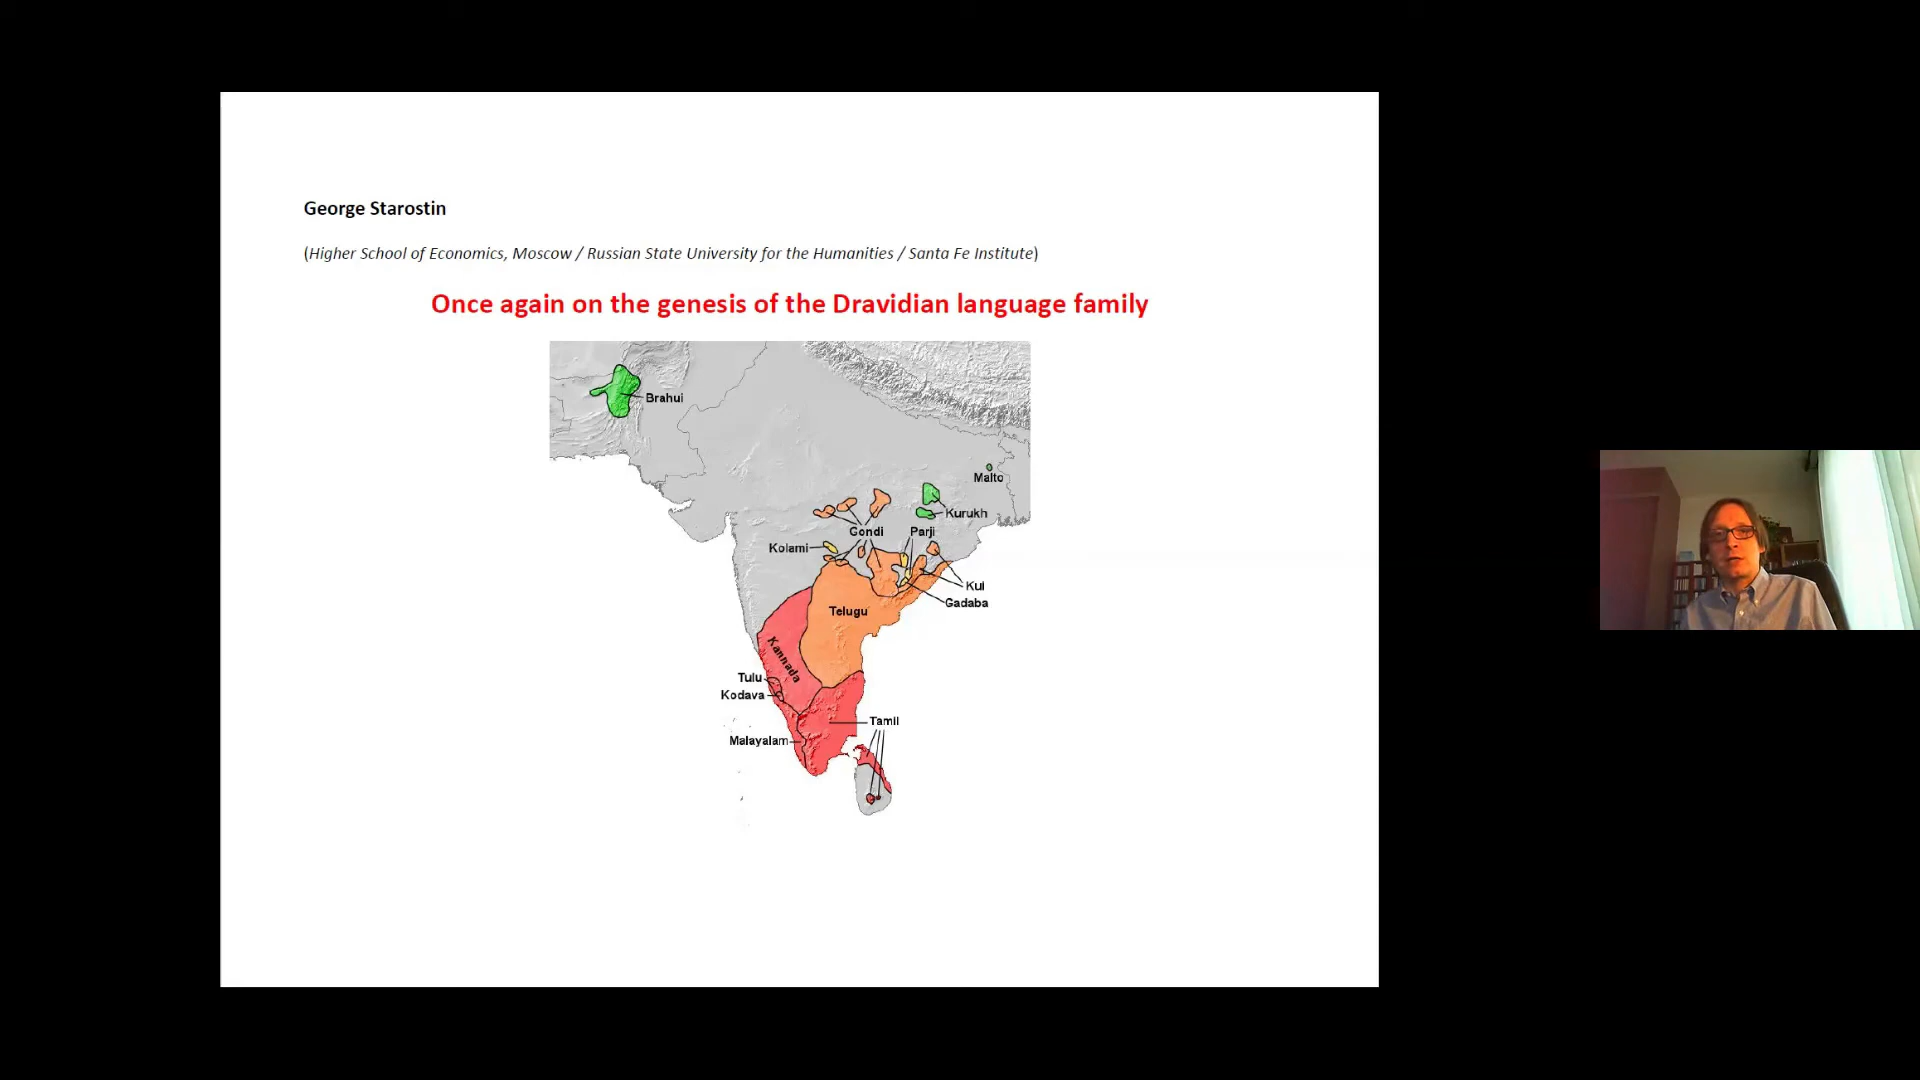 George Starostin
(Higher School of Economics, Moscow / Russian State University for the Humanities / Santa Fe Institute)
Once again on the genesis of the Dravidian language family
Brahui
Malto
Kurukh
Gondi
Parji
Kolami
Kui
Gadaba
Telugu
Kannada
Tulu
Kodava
Tamil
Malayalam